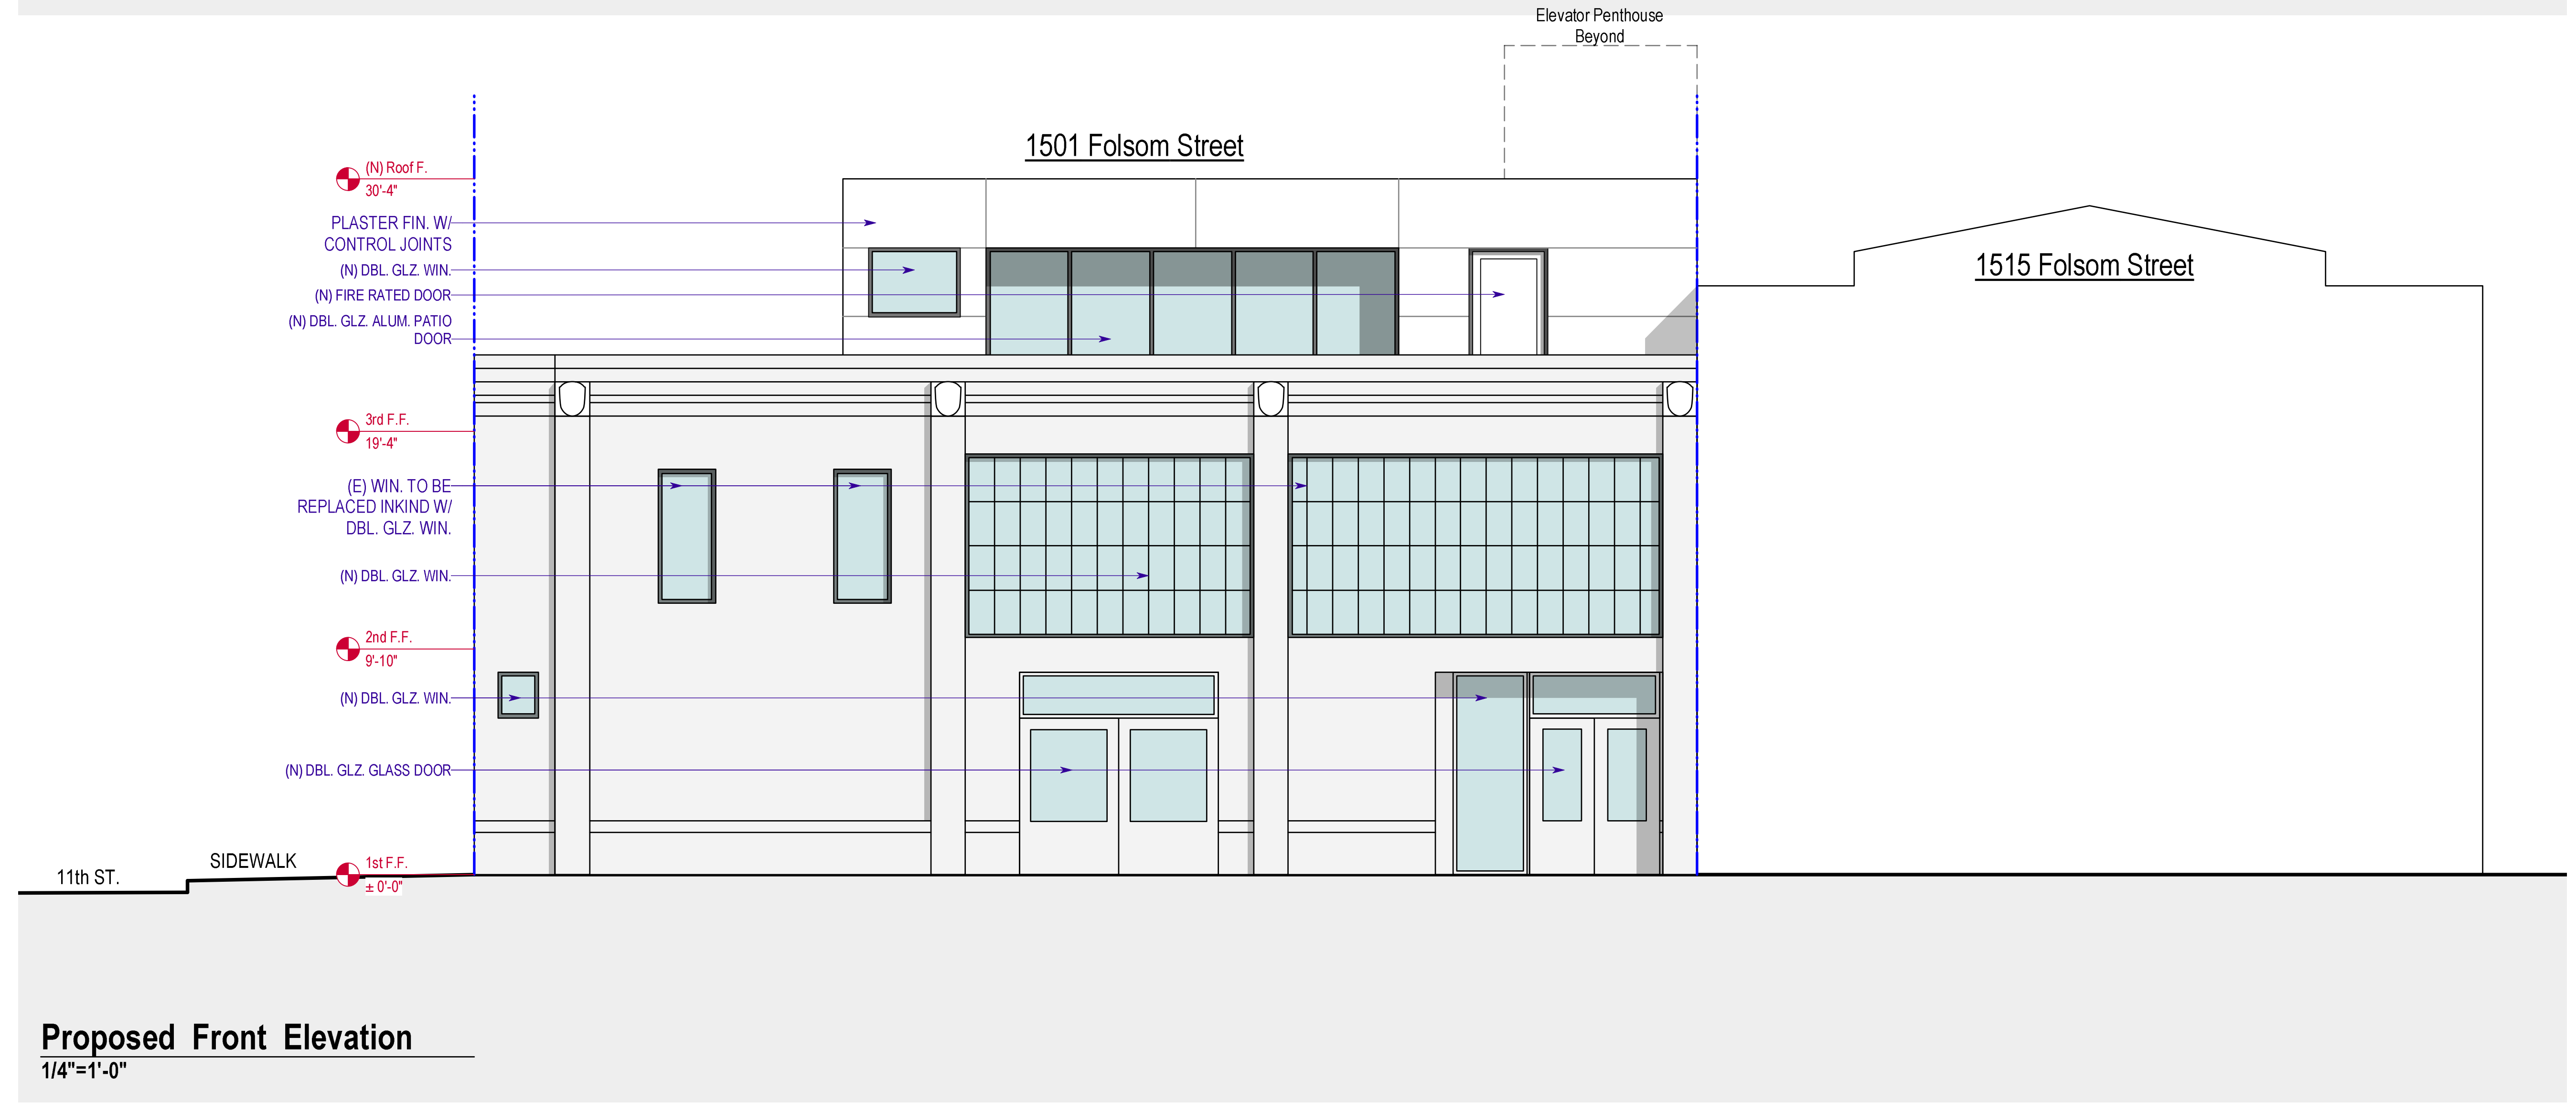 Elevator Penthouse
Beyond
1501 Folsom Street
(N) Roof F.
30'-4"
PLASTER FIN. W/
CONTROL JOINTS
(N) DBL. GLZ. WIN.
1515 Folsom Street
(N) FIRE RATED DOOR
(N) DBL. GLZ. ALUM. PATIO
DOOR
3rd F.F.
19'-4"
(E) WIN. TO BE
REPLACED INKIND W/
DBL. GLZ. WIN.
(N) DBL. GLZ. WIN.
2nd F.F.
9'-10"
(N) DBL. GLZ. WIN.
(N) DBL. GLZ. GLASS DOOR
SIDEWALK
1st F.F.
11th ST.
± 0'-0"
Proposed Front Elevation
1/4"=1'-0"